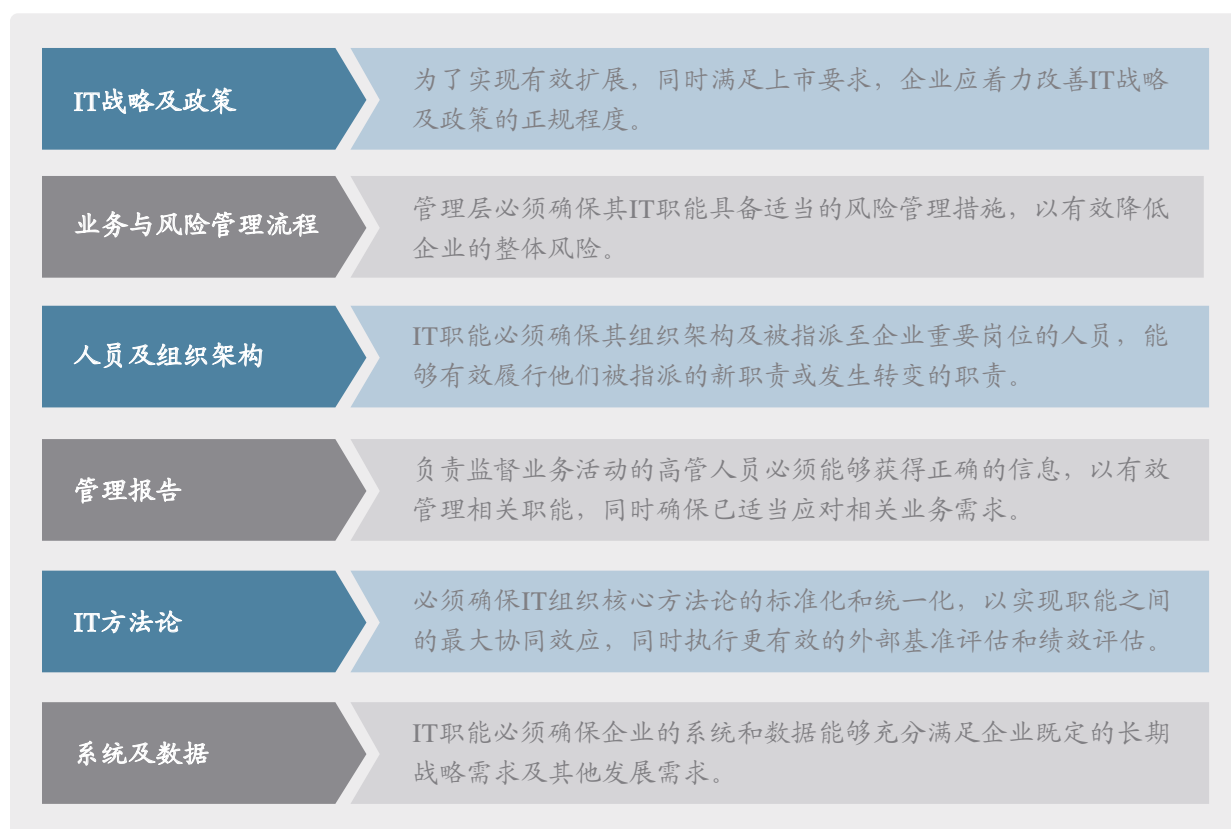 IT战略及政策
为了实现有效扩展，同时满足上市要求，企业应着力改善IT战略
及政策的正规程度。
业务与风险管理流程
管理层必须确保其IT职能具备适当的风险管理措施，以有效降低
企业的整体风险。
人员及组织架构
IT职能必须确保其组织架构及被指派至企业重要岗位的人员，能
够有效履行他们被指派的新职责或发生转变的职责。
管理报告
负责监督业务活动的高管人员必须能够获得正确的信息，以有效
管理相关职能，同时确保已适当应对相关业务需求。
IT方法论
必须确保IT组织核心方法论的标准化和统一化，以实现职能之间
的最大协同效应，同时执行更有效的外部基准评估和绩效评估。
系统及数据
IT职能必须确保企业的系统和数据能够充分满足企业既定的长期
战略需求及其他发展需求。